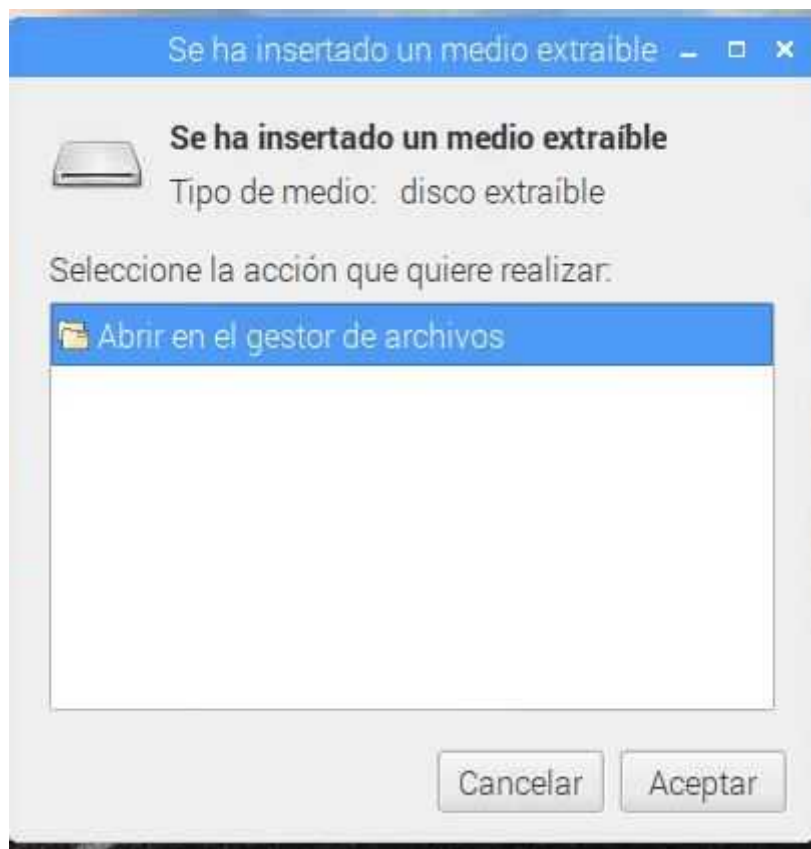 Se ha insertado un medio extraíble
Se ha insertado un medio extraíble
Tipo de medio: disco extraíble
Seleccione la acción que quiere realizar:
Abrir en el gestor de archivos
Cancelar Aceptar